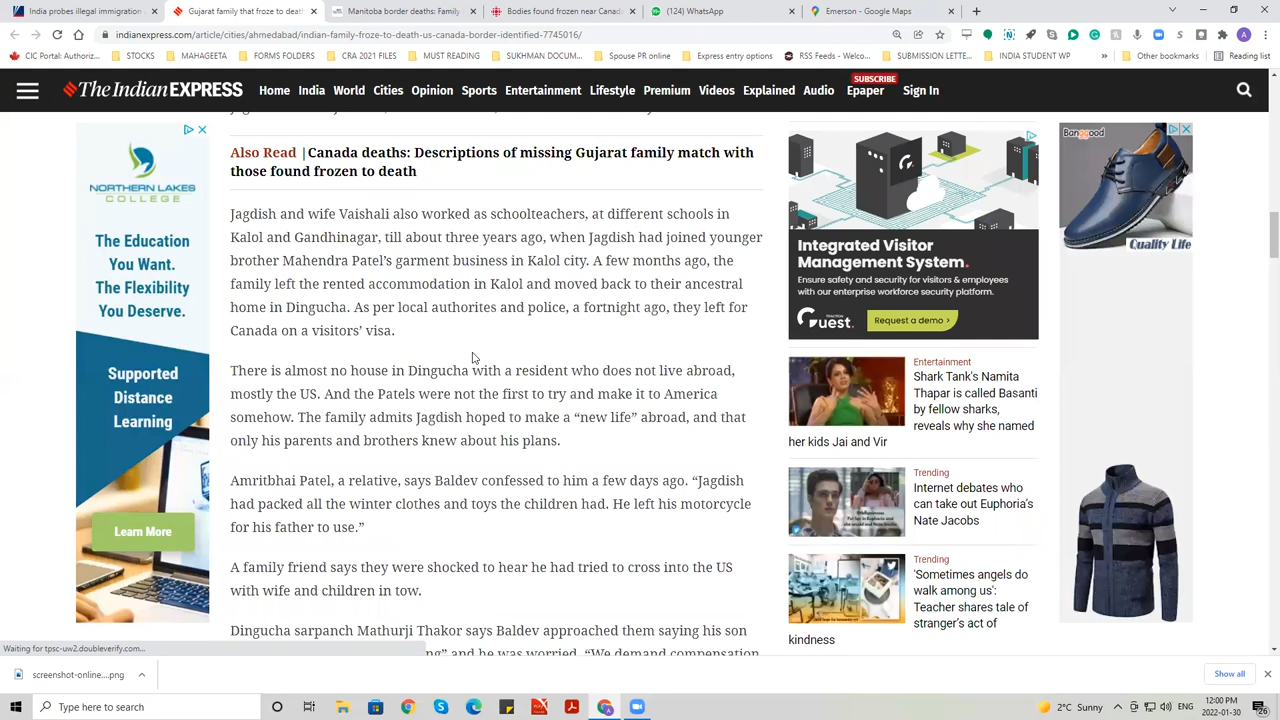 India probes illegal immigration
Gujarat family that froze to death
Manitoba border deaths: Family
Bodies found frozen near Canada
(124) WhatsApp
Emerson - Google Maps
indianexpress.com/article/cities/ahmedabad/indian-family-froze-to-death-us-canada-border-identified-7745016/
CIC Portal: Authoriz...
STOCKS
MAHAGEETA
FORMS FOLDERS
CRA 2021 FILES
MUST READING
SUKHMAN DOCUM...
Spouse PR online
Express entry options
RSS Feeds - Welco...
SUBMISSION LETTE...
INDIA STUDENT WP
Other bookmarks
Reading list
The Indian EXPRESS
Home India World Cities Opinion Sports Entertainment Lifestyle Premium Videos Explained Audio Epaper Sign In
SUBSCRIBE
Also Read | Canada deaths: Descriptions of missing Gujarat family match with
those found frozen to death
Jagdish and wife Vaishali also worked as schoolteachers, at different schools in
Kalol and Gandhinagar, till about three years ago, when Jagdish had joined younger
brother Mahendra Patel's garment business in Kalol city. A few months ago, the
family left the rented accommodation in Kalol and moved back to their ancestral
home in Dingucha. As per local authorites and police, a fortnight ago, they left for
Canada on a visitors' visa.
There is almost no house in Dingucha with a resident who does not live abroad,
mostly the US. And the Patels were not the first to try and make it to America
somehow. The family admits Jagdish hoped to make a “new life” abroad, and that
only his parents and brothers knew about his plans.
Amritbhai Patel, a relative, says Baldev confessed to him a few days ago. “Jagdish
had packed all the winter clothes and toys the children had. He left his motorcycle
for his father to use.”
A family friend says they were shocked to hear he had tried to cross into the US
with wife and children in tow.
Dingucha sarpanch Mathurji Thakor says Baldev approached them saying his son
and he was worried. “We demand compensation
NORTHERN LAKES
COLLEGE
The Education
You Want.
The Flexibility
You Deserve.
Supported
Distance
Learning
Learn More
Integrated Visitor
Management System.
Ensure safety and security for visitors & employees
with our enterprise workforce security platform.
Guest.
Request a demo >
Entertainment
Shark Tank's Namita
Thapar is called Basanti
by fellow sharks,
reveals why she named
her kids Jai and Vir
Trending
Internet debates who
can take out Euphoria's
Nate Jacobs
Trending
'Sometimes angels do
walk among us':
Teacher shares tale of
stranger's act of
kindness
Banggood
Quality Life
Waiting for tpsc-uw2.doubleverify.com...
screenshot-online....png
Show all
Type here to search
2°C Sunny
ENG
12:00 PM
2022-01-30
26